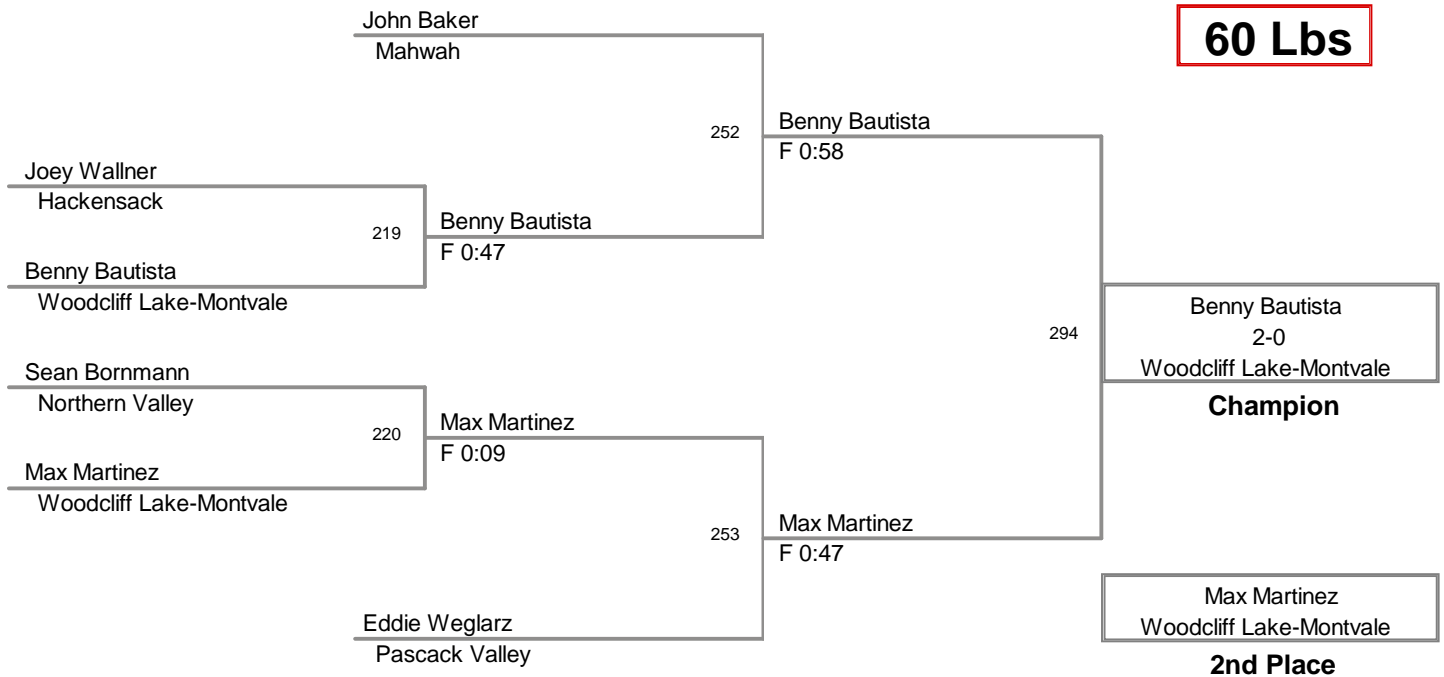 John Baker
60 Lbs
Mahwah
252
Benny Bautista
F 0:58
Joey Wallner
Hackensack
219
Benny Bautista
F 0:47
Benny Bautista
Woodcliff Lake-Montvale
Benny Bautista
294
2-0
Woodcliff Lake-Montvale
Champion
Sean Bornmann
Northern Valley
220
Max Martinez
F 0:09
Max Martinez
Woodcliff Lake-Montvale
253
Max Martinez
F 0:47
Eddie Weglarz
Pascack Valley
Max Martinez
Woodcliff Lake-Montvale
2nd Place